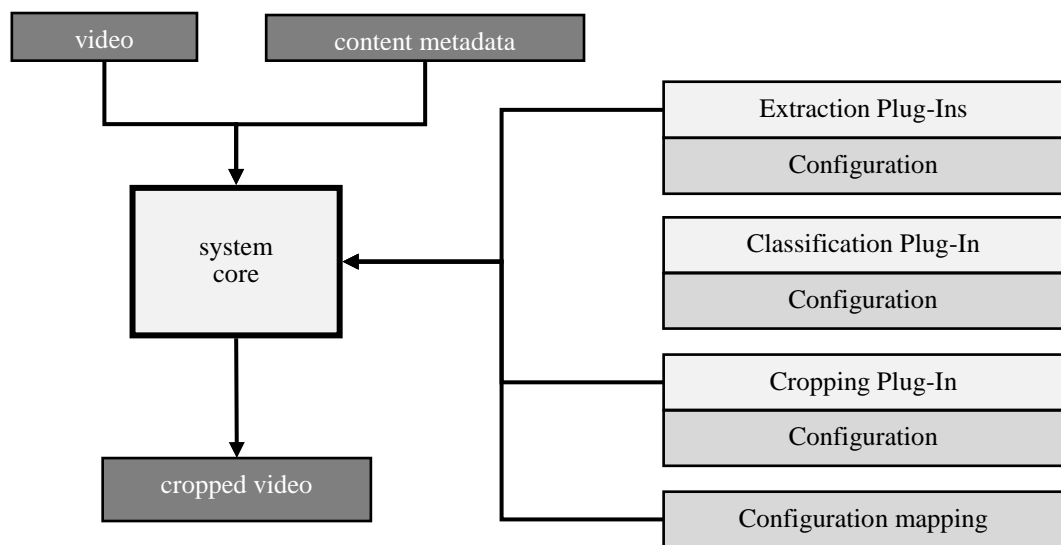 video
content metadata
Extraction Plug-Ins
Configuration
Classification Plug-In
Configuration
system
core
Cropping Plug-In
Configuration
cropped video
Configuration mapping